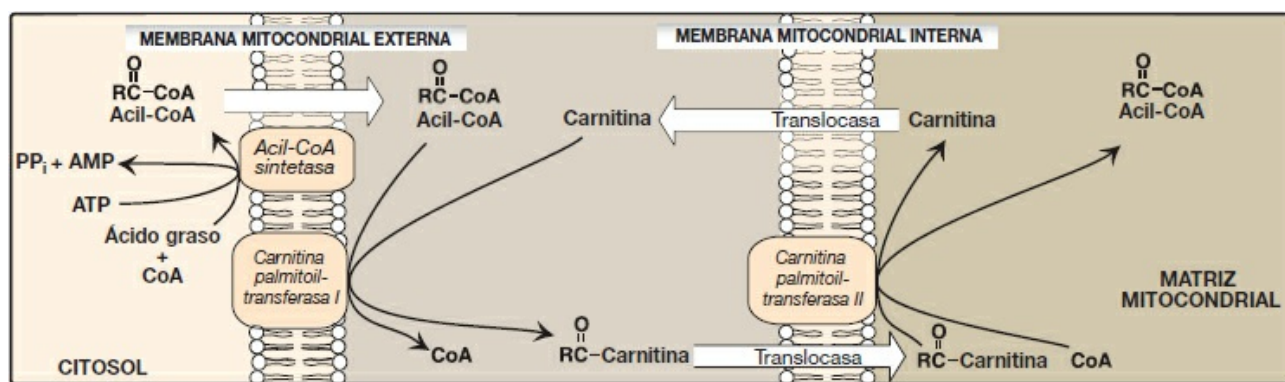 MEMBRANA MITOCONDRIAL EXTERNA
MEMBRANA MITOCONDRIAL INTERNA
O
RC–CoA
Acil-CoA
O
RC–CoA
Acil-CoA
O
RC–CoA
Acil-CoA
Carnitina
Translocasa
Carnitina
Acil-CoA
sintetasa
PPi + AMP
ATP
Ácido graso
+
CoA
Carnitina
palmitoil-
transferasa I
Carnitina
palmitoil-
transferasa II
MATRIZ
MITOCONDRIAL
CITOSOL
CoA
O
RC–Carnitina
Translocasa
O
RC–Carnitina
CoA